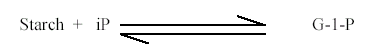 Starch + iP G-1-P